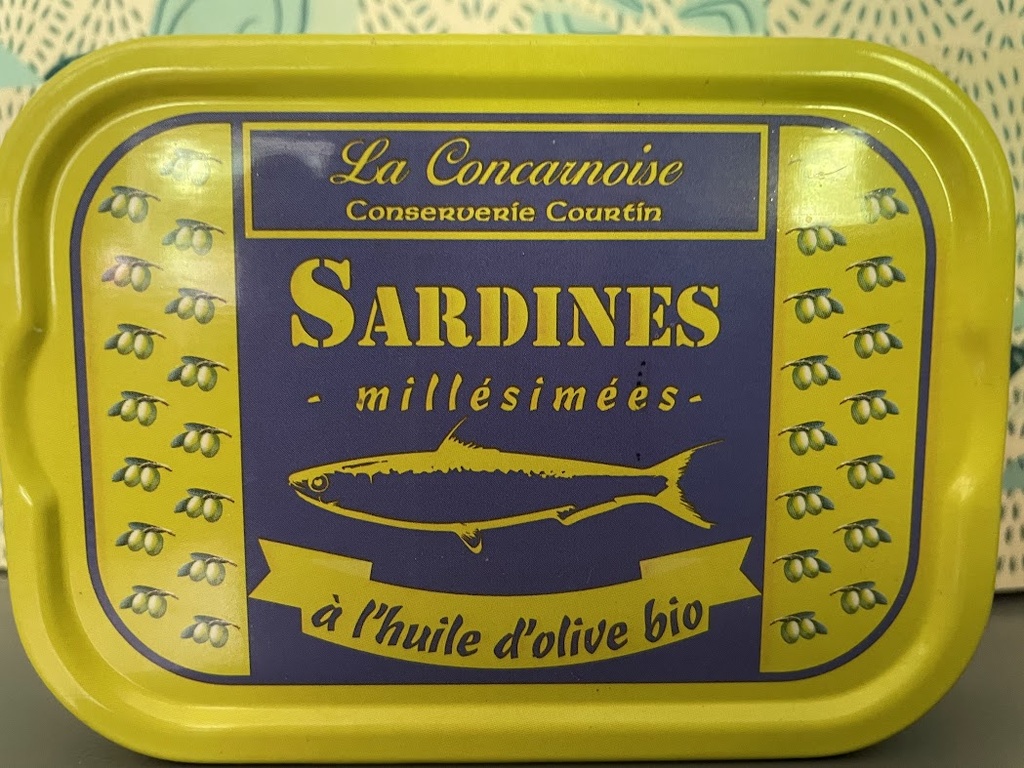 La Concarnoise
Conserverie Courtin
SARDINES
- millésimées-
à l'huile d'olive bio